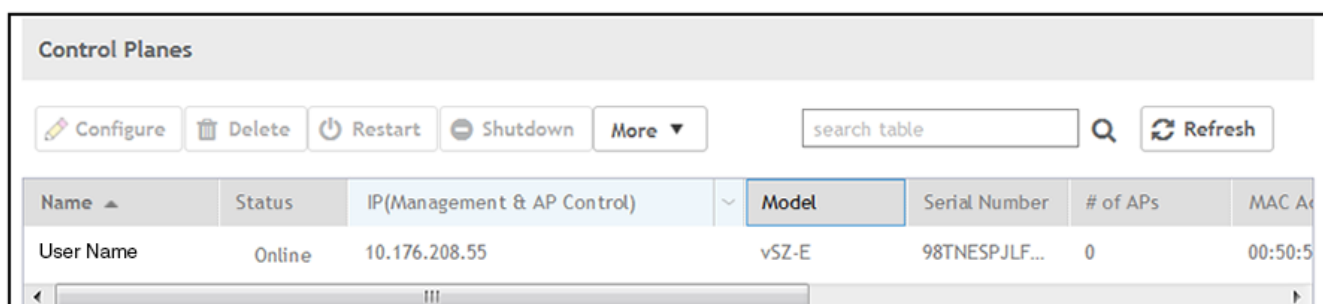 Control Planes
Configure Delete Restart Shutdown More search table Refresh
Name Status IP(Management & AP Control) Model Serial Number # of APs MAC
User Name Online 10.176.208.55 vSZ-E 98TNESPJLF... 0 00:50:5